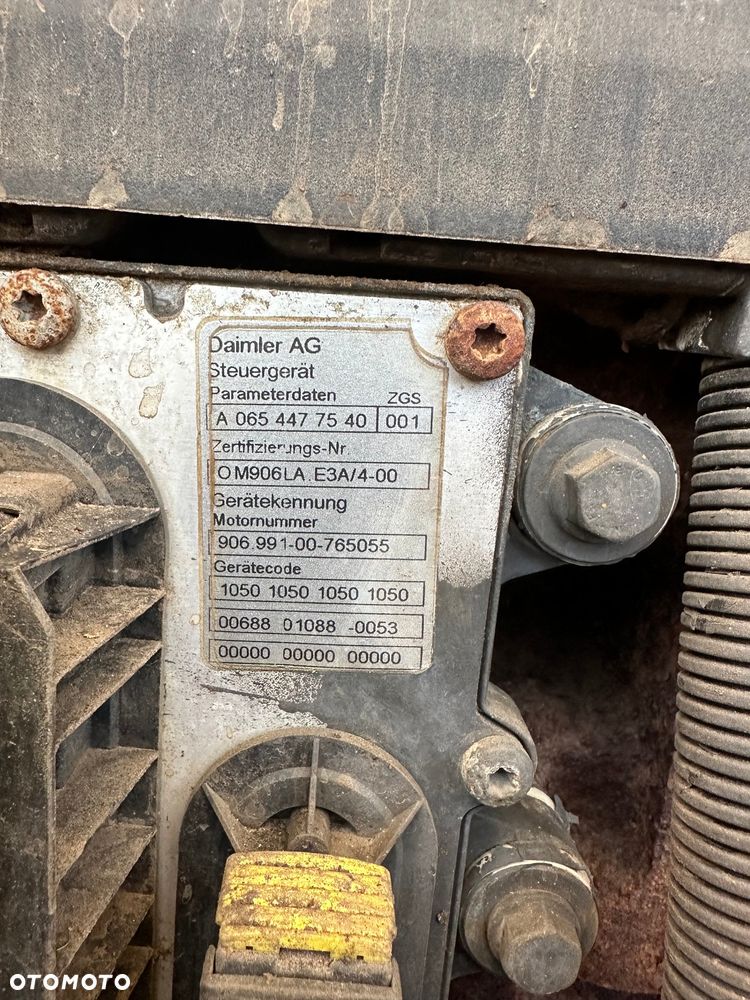 Daimler AG
Steuergerät
Parameterdaten ZGS
A 065 447 75 40 001
Zertifizierungs-Nr.
OM906LA.E3A/4-00
Gerätekennung
Motornummer
906.991-00-765055
Gerätecode
1050 1050 1050 1050
00688 01088 -0053
00000 00000 00000
OTOMOTO